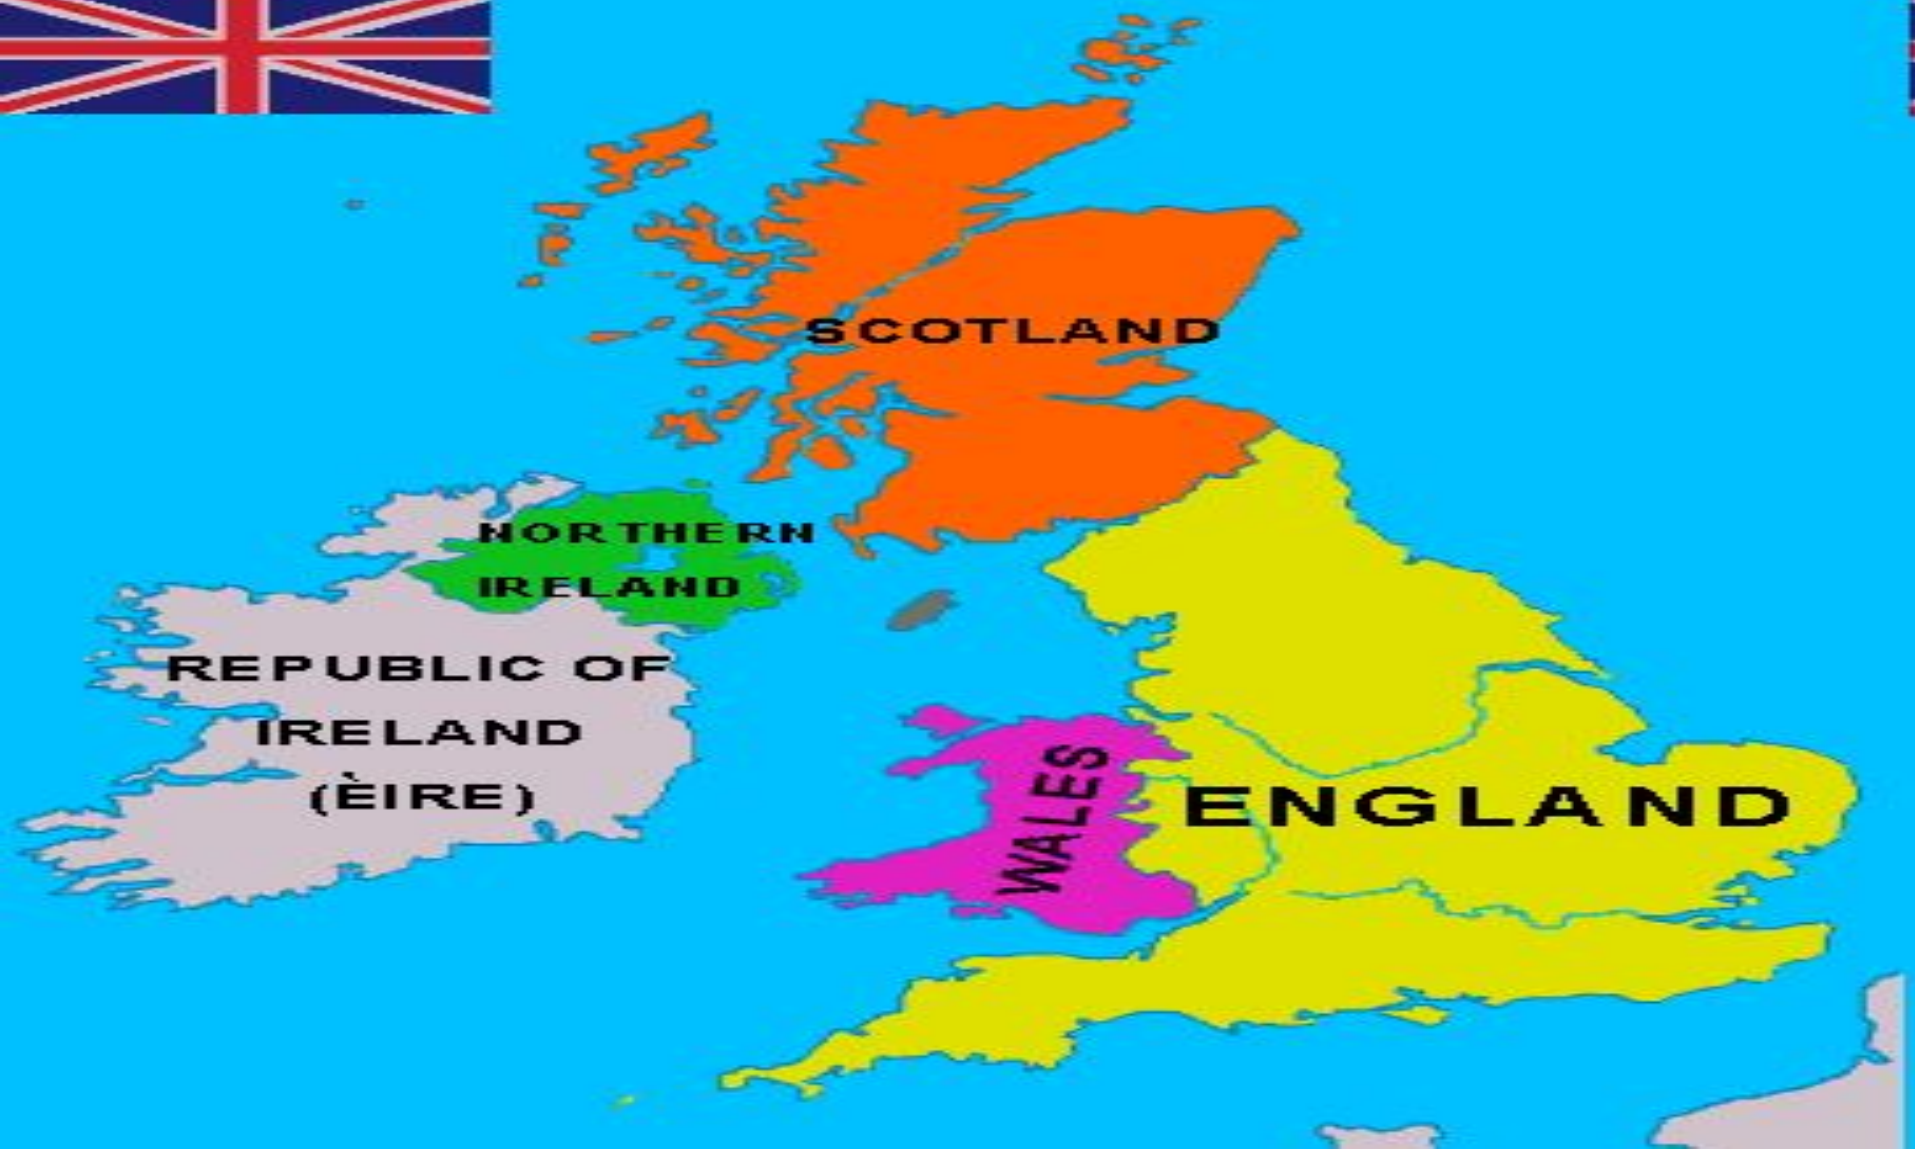 SCOTLAND
NORTHERN
IRELAND
REPUBLIC OF
IRELAND
(ÈIRE)
WALES
ENGLAND